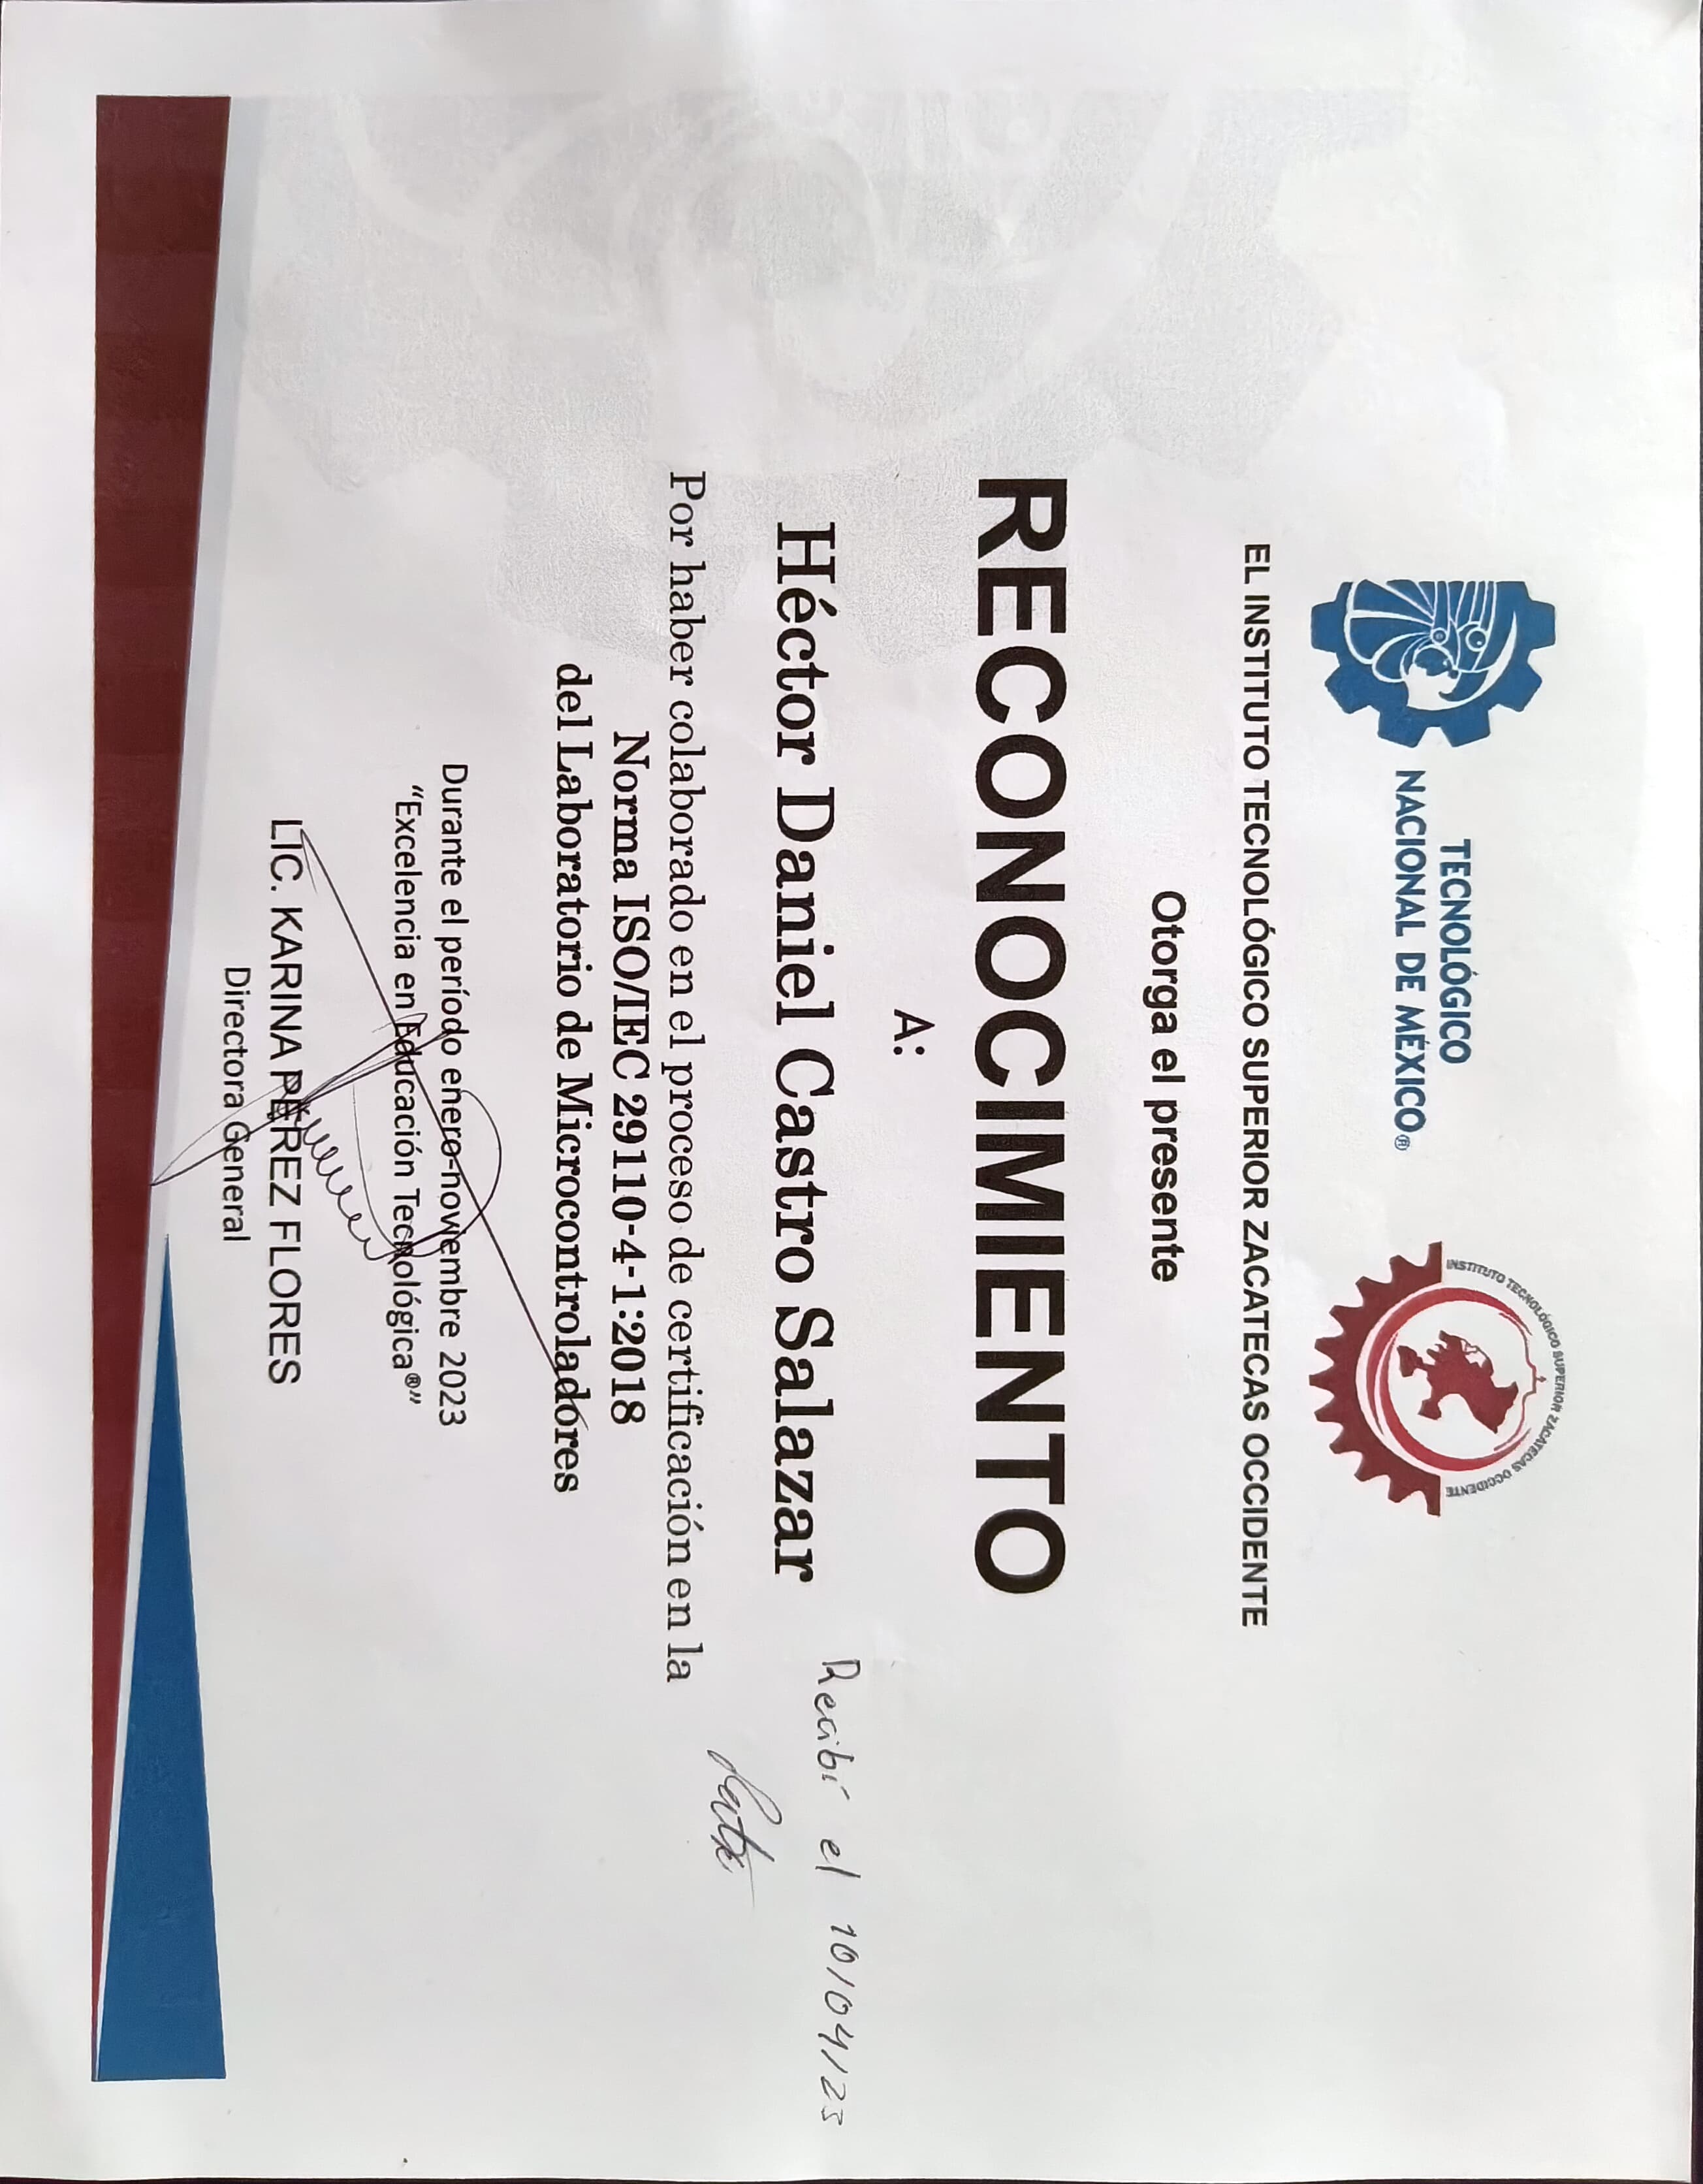 TECNOLÓGICO
NACIONAL DE MÉXICO®
INSTITUTO TECNOLÓGICO SUPERIOR ZACATECAS OCCIDENTE
EL INSTITUTO TECNOLÓGICO SUPERIOR ZACATECAS OCCIDENTE
Otorga el presente
RECONOCIMIENTO
A:
Héctor Daniel Castro Salazar
Recibí el 10/04/23
Por haber colaborado en el proceso de certificación en la
Norma ISO/IEC 29110-4-1:2018
del Laboratorio de Microcontroladores
Durante el período enero-noviembre 2023
“Excelencia en Educación Tecnológica®”
LIC. KARINA PÉREZ FLORES
Directora General